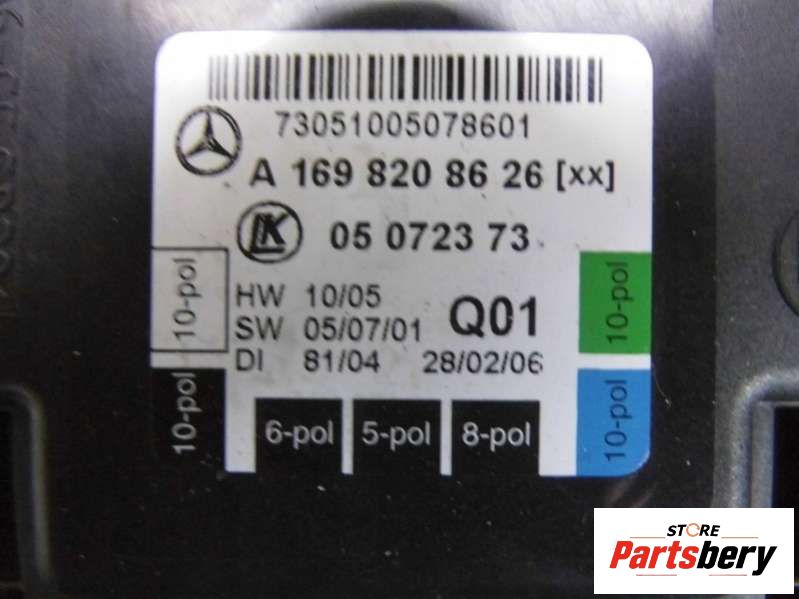 73051005078601
A 169 820 86 26 [xx]
LK 05 0723 73
10-pol
HW 10/05
SW 05/07/01
Q01
DI 81/04 28/02/06
10-pol
10-pol
6-pol
5-pol
8-pol
10-pol
STORE
Partsbery